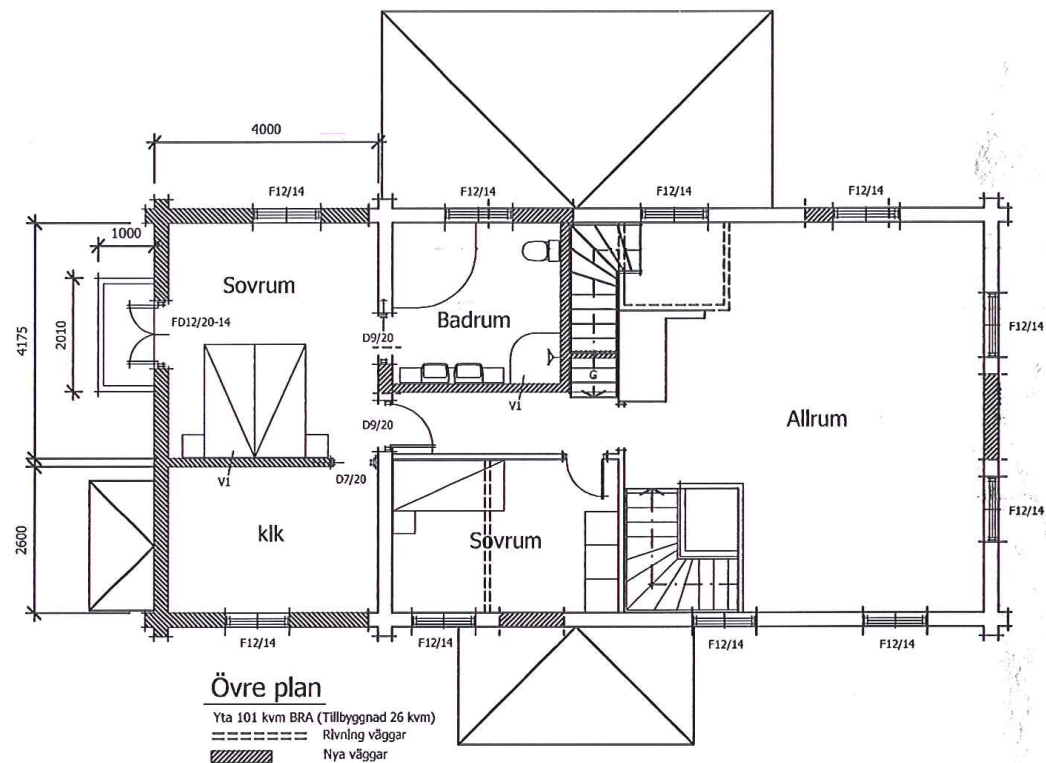 4000
F12/14
F12/14
F12/14
F12/14
1000
Sovrum
FD12/20-14
4175
2010
Badrum
D9/20
G
F12/14
Allrum
D9/20
V1
V1
D7/20
2600
klk
Sovrum
F12/14
F12/14
F12/14
F12/14
F12/14
Övre plan
Yta 101 kvm BRA (Tillbyggnad 26 kvm)
Rivning väggar
Nya väggar